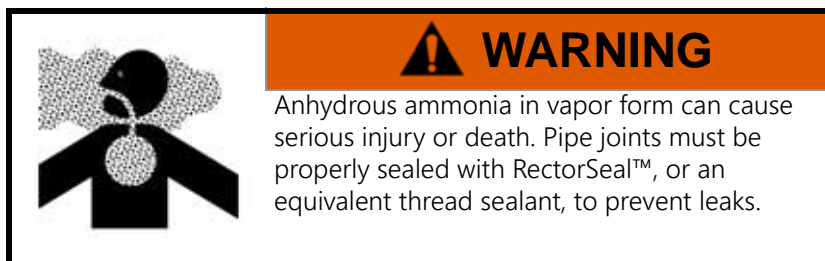 WARNING
Anhydrous ammonia in vapor form can cause
serious injury or death. Pipe joints must be
properly sealed with RectorSeal™, or an
equivalent thread sealant, to prevent leaks.